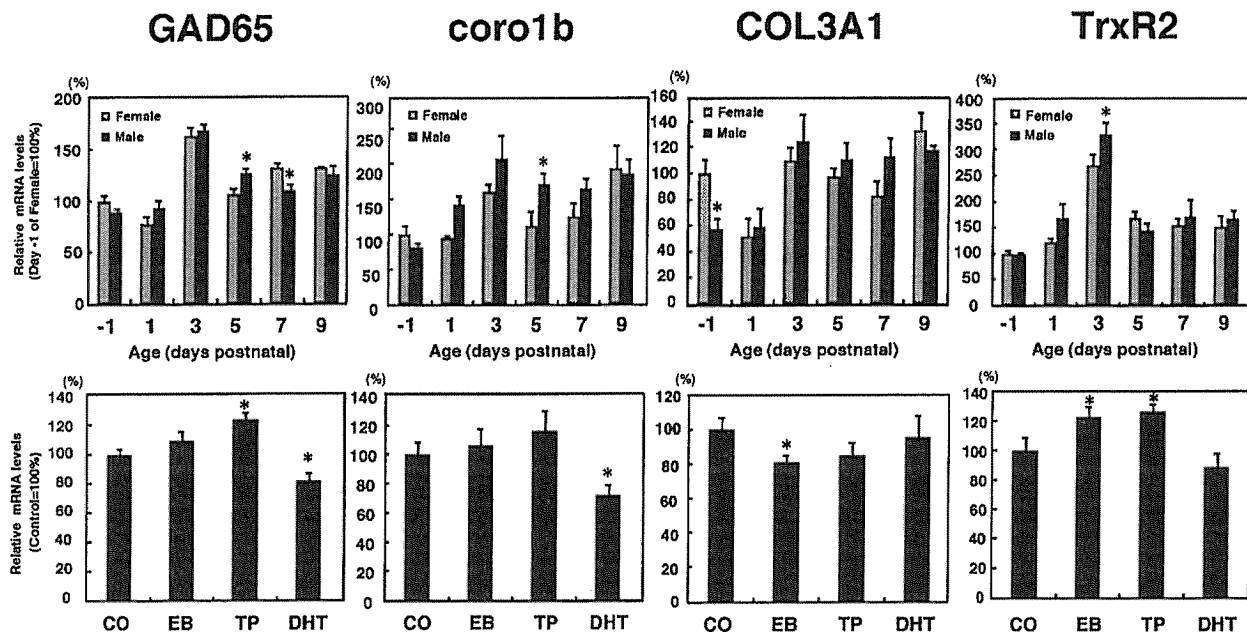 GAD65
coro1b
COL3A1
TrxR2
Relative mRNA levels
(Day -1 of Female=100%)
(%)
200
150
100
50
0
Female
Male
*
*
-1 1 3 5 7 9
Age (days postnatal)
(%)
300
250
200
150
100
50
0
Female
Male
*
-1 1 3 5 7 9
Age (days postnatal)
(%)
160
140
120
100
80
60
40
20
0
Female
Male
*
-1 1 3 5 7 9
Age (days postnatal)
(%)
400
350
300
250
200
150
100
50
0
Female
Male
*
-1 1 3 5 7 9
Age (days postnatal)
Relative mRNA levels
(Control=100%)
(%)
140
120
100
80
60
40
20
0
*
*
CO EB TP DHT
(%)
140
120
100
80
60
40
20
0
*
CO EB TP DHT
(%)
120
100
80
60
40
20
0
*
CO EB TP DHT
(%)
140
120
100
80
60
40
20
0
*
*
CO EB TP DHT